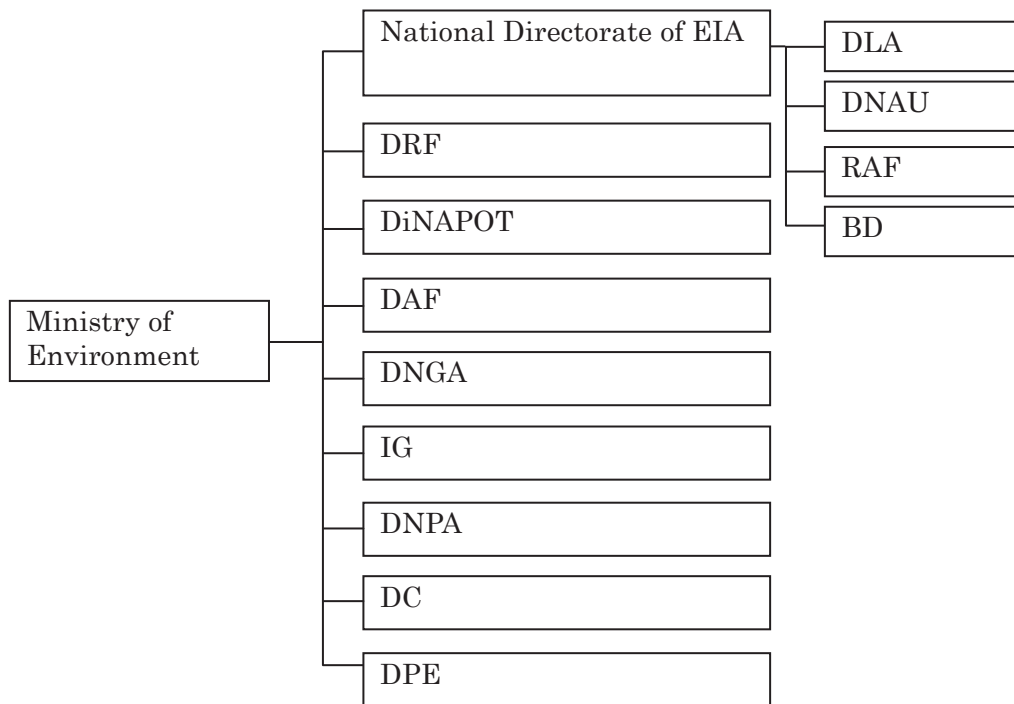 National Directorate of EIA
DLA
DNAU
RAF
BD
DRF
DiNAPOT
DAF
Ministry of
Environment
DNGA
IG
DNPA
DC
DPE